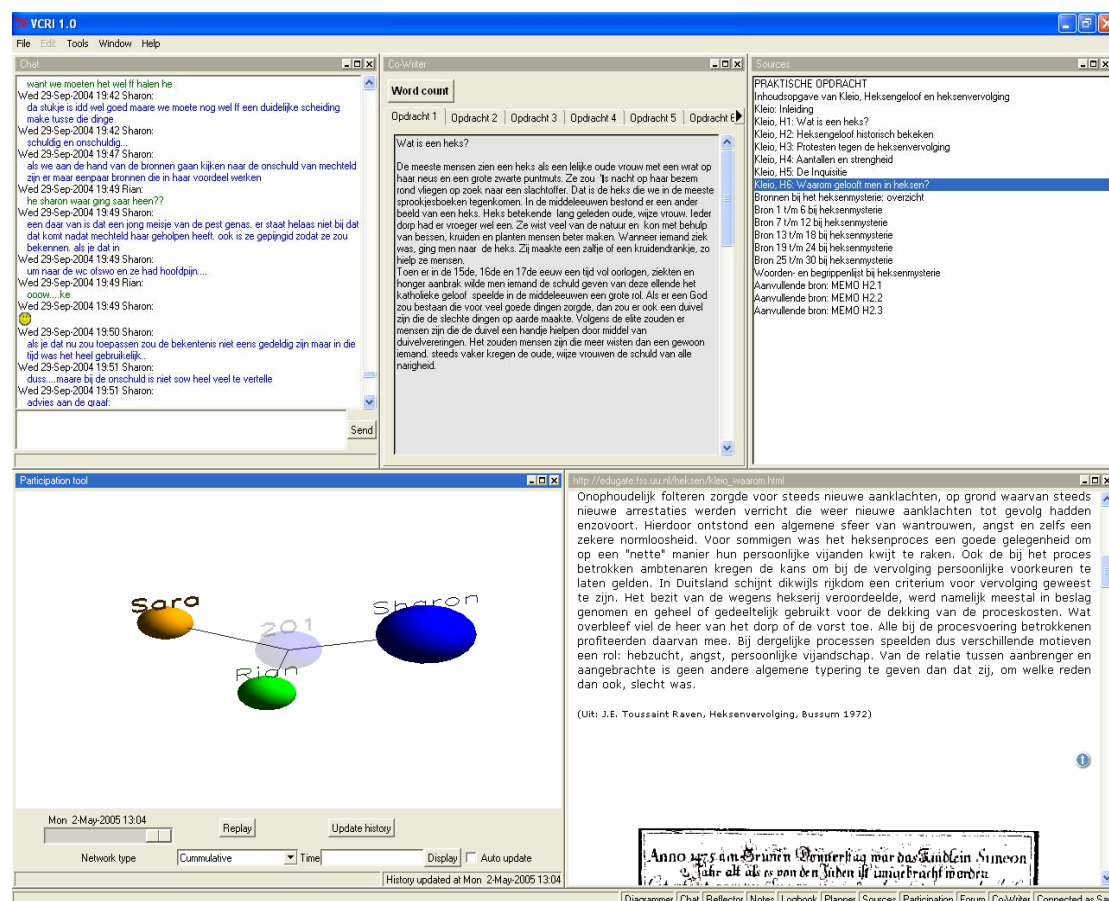 VCRI 1.0
File Edit Tools Window Help
Chat
want we moeten het wel ff halen he
Wed 29-Sep-2004 19:42 Sharon:
da stukje is idd wel goed maare we moete nog wel ff een duidelijke scheiding
make tusse die dinge
Wed 29-Sep-2004 19:42 Sharon:
schuldig en onschuldig...
Wed 29-Sep-2004 19:47 Sharon:
als we aan de hand van de bronnen gaan kijken naar de onschuld van mechteld
zijn er maar eenpaar bronnen die in haar voordeel werken
Wed 29-Sep-2004 19:49 Rian:
he sharon waar ging saar heen??
Wed 29-Sep-2004 19:49 Sharon:
een daar van is dat een jong meisje van de pest genas. er staat helaas niet bij dat
dat komt nadat mechteld haar geholpen heeft. ook is ze gepijngid zodat ze zou
bekennen. als je dat in
Wed 29-Sep-2004 19:49 Sharon:
um naar de wc ofswo en ze had hoofdpijn....
Wed 29-Sep-2004 19:49 Rian:
ooow....ke
Wed 29-Sep-2004 19:49 Sharon:
Wed 29-Sep-2004 19:50 Sharon:
als je dat nu zou toepassen zou de bekentenis niet eens gedeldig zijn maar in die
tijd was het heel gebruikelijk..
Wed 29-Sep-2004 19:51 Sharon:
duss....maare bij de onschuld is niet sow heel veel te vertelle
Wed 29-Sep-2004 19:51 Sharon:
advies aan de graaf:
Send
Co-Writer
Word count
Opdracht 1 Opdracht 2 Opdracht 3 Opdracht 4 Opdracht 5 Opdracht 6
Wat is een heks?
De meeste mensen zien een heks als een lelijke oude vrouw met een wrat op
haar neus en een grote zwarte puntmuts. Ze zou 's nacht op haar bezem
rond vliegen op zoek naar een slachtoffer. Dat is de heks die we in de meeste
sprookjesboeken tegenkomen. In de middeleeuwen bestond er een ander
beeld van een heks. Heks betekende lang geleden oude, wijze vrouw. Ieder
dorp had er vroeger wel een. Ze wist veel van de natuur en kon met behulp
van bessen, kruiden en planten mensen beter maken. Wanneer iemand ziek
was, ging men naar de heks. Zij maakte een zalfje of een kruidendrankje, zo
hielp ze mensen.
Toen er in de 15de, 16de en 17de eeuw een tijd vol oorlogen, ziekten en
honger aanbrak wilde men iemand de schuld geven van deze ellende het
katholieke geloof speelde in de middeleeuwen een grote rol. Als er een God
zou bestaan die voor veel goede dingen zorgde, dan zou er ook een duivel
zijn die de slechte dingen op aarde maakte. Volgens de elite zouden er
mensen zijn die de duivel een handje hielpen door middel van
duivelvereringen. Het zouden mensen zijn die meer wisten dan een gewoon
iemand. steeds vaker kregen de oude, wijze vrouwen de schuld van alle
narigheid.
Sources
PRAKTISCHE OPDRACHT
Inhoudsopgave van Kleio, Heksengeloof en heksenvervolging
Kleio: Inleiding
Kleio, H1: Wat is een heks?
Kleio, H2: Heksengeloof historisch bekeken
Kleio, H3: Protesten tegen de heksenvervolging
Kleio, H4: Aantallen en strengheid
Kleio, H5: De Inquisitie
Kleio, H6: Waarom gelooft men in heksen?
Bronnen bij het heksenmysterie: overzicht
Bron 1 t/m 6 bij heksenmysterie
Bron 7 t/m 12 bij heksenmysterie
Bron 13 t/m 18 bij heksenmysterie
Bron 19 t/m 24 bij heksenmysterie
Bron 25 t/m 30 bij heksenmysterie
Woorden- en begrippenlijst bij heksenmysterie
Aanvullende bron: MEMO H2.1
Aanvullende bron: MEMO H2.2
Aanvullende bron: MEMO H2.3
Participation tool
Sara
201
Sharon
Rian
Mon 2-May-2005 13:04
Replay
Update history
Network type
Cummulative
Time
Display
Auto update
History updated at Mon 2-May-2005 13:04
http://edugate.fss.uu.nl/heksen/kleio_waarom.html
Onophoudelijk folteren zorgde voor steeds nieuwe aanklachten, op grond waarvan steeds
nieuwe arrestaties werden verricht die weer nieuwe aanklachten tot gevolg hadden
enzovoort. Hierdoor ontstond een algemene sfeer van wantrouwen, angst en zelfs een
zekere normloosheid. Voor sommigen was het heksenproces een goede gelegenheid om
op een "nette" manier hun persoonlijke vijanden kwijt te raken. Ook de bij het proces
betrokken ambtenaren kregen de kans om bij de vervolging persoonlijke voorkeuren te
laten gelden. In Duitsland schijnt dikwijls rijkdom een criterium voor vervolging geweest
te zijn. Het bezit van de wegens hekserij veroordeelde, werd namelijk meestal in beslag
genomen en geheel of gedeeltelijk gebruikt voor de dekking van de proceskosten. Wat
overbleef viel de heer van het dorp of de vorst toe. Alle bij de procesvoering betrokkenen
profiteerden daarvan mee. Bij dergelijke processen speelden dus verschillende motieven
een rol: hebzucht, angst, persoonlijke vijandschap. Van de relatie tussen aanbrenger en
aangebrachte is geen andere algemene typering te geven dan dat zij, om welke reden
dan ook, slecht was.
(Uit: J.E. Toussaint Raven, Heksenvervolging, Bussum 1972)
Anno 1475 am Grunen Donnerstag war das Kindlein Simeon
2 Jahr alt als es von den Juden ist umgebracht worden
Diagrammer Chat Reflector Notes Logbook Planner Sources Participation Forum Co-Writer Connected as Sa